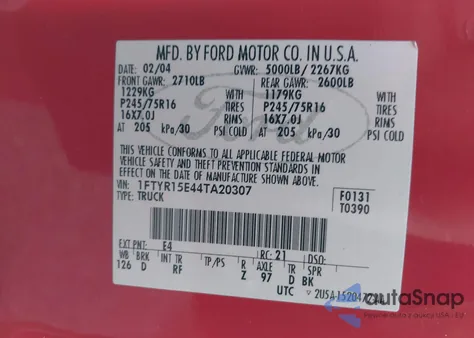 MFD. BY FORD MOTOR CO. IN U.S.A.
DATE: 02/04 GVWR: 5000LB/ 2267KG
FRONT GAWR: 2710LB REAR GAWR: 2600LB
1229KG WITH 1179KG WITH
P245/75R16 TIRES P245/75R16 TIRES
16X7.0J RIMS 16X7.0J RIMS
AT 205 kPa/30 PSI COLD AT 205 kPa/30 PSI COLD
Ford
THIS VEHICLE CONFORMS TO ALL APPLICABLE FEDERAL MOTOR
VEHICLE SAFETY AND THEFT PREVENTION STANDARDS IN EFFECT
ON THE DATE OF MANUFACTURE SHOWN ABOVE.
VIN: 1FTYR15E44TA20307 F0131
TYPE: TRUCK T0390
EXT PNT: E4 RC: 21 DSO:
WB BRK INT TR TP/PS R AXLE TR SPR
126 D RF Z 97 D BK
UTC
autoSnap